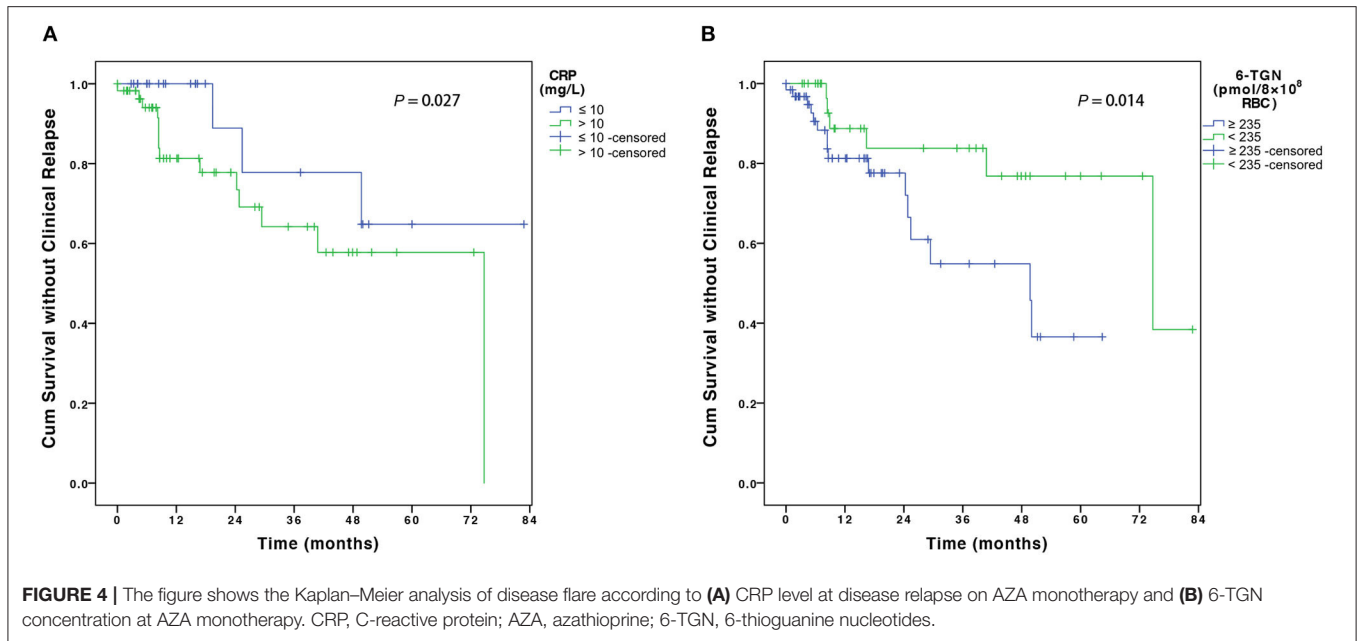 A
Cum Survival without Clinical Relapse
1.0
0.8
0.6
0.4
0.2
0.0
0 12 24 36 48 60 72 84
Time (months)
P = 0.027
CRP
(mg/L)
≤ 10
> 10
≤ 10 -censored
> 10 -censored
B
Cum Survival without Clinical Relapse
1.0
0.8
0.6
0.4
0.2
0.0
0 12 24 36 48 60 72 84
Time (months)
P = 0.014
6-TGN
(pmol/8×10⁸
RBC)
≥ 235
< 235
≥ 235 -censored
< 235 -censored
FIGURE 4 | The figure shows the Kaplan–Meier analysis of disease flare according to (A) CRP level at disease relapse on AZA monotherapy and (B) 6-TGN
concentration at AZA monotherapy. CRP, C-reactive protein; AZA, azathioprine; 6-TGN, 6-thioguanine nucleotides.